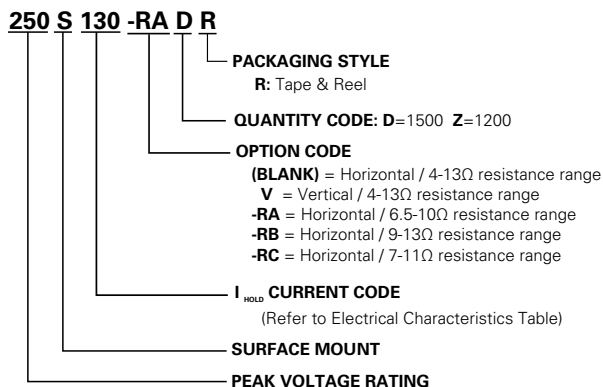 250 S 130 -RA D R
PACKAGING STYLE
R: Tape & Reel
QUANTITY CODE: D=1500 Z=1200
OPTION CODE
(BLANK) = Horizontal / 4-13Ω resistance range
V = Vertical / 4-13Ω resistance range
-RA = Horizontal / 6.5-10Ω resistance range
-RB = Horizontal / 9-13Ω resistance range
-RC = Horizontal / 7-11Ω resistance range
I HOLD CURRENT CODE
(Refer to Electrical Characteristics Table)
SURFACE MOUNT
PEAK VOLTAGE RATING